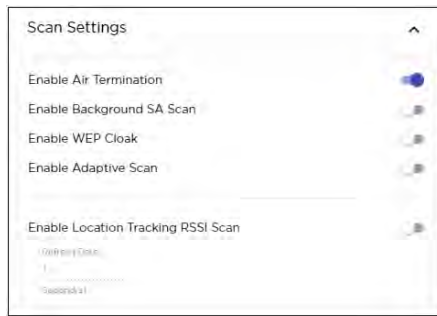 Scan Settings
Enable Air Termination
Enable Background SA Scan
Enable WEP Cloak
Enable Adaptive Scan
Enable Location Tracking RSSI Scan
1